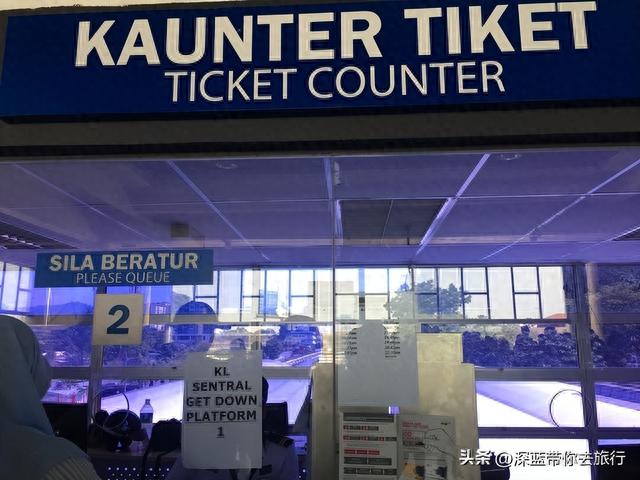 KAUNTER TIKET
TICKET COUNTER
SILA BERATUR
PLEASE QUEUE
2
KL
SENTRAL
GET DOWN
PLATFORM
1
头条 @深蓝带你去旅行